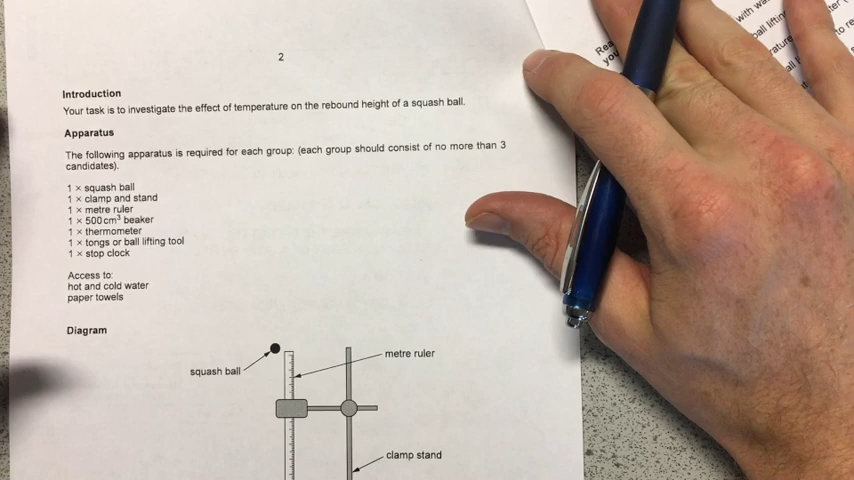 2
Introduction
Your task is to investigate the effect of temperature on the rebound height of a squash ball.
Apparatus
The following apparatus is required for each group: (each group should consist of no more than 3
candidates).
1 × squash ball
1 × clamp and stand
1 × metre ruler
1 × 500 cm³ beaker
1 × thermometer
1 × tongs or ball lifting tool
1 × stop clock
Access to:
hot and cold water
paper towels
Diagram
squash ball
metre ruler
clamp stand
with
ball lifting